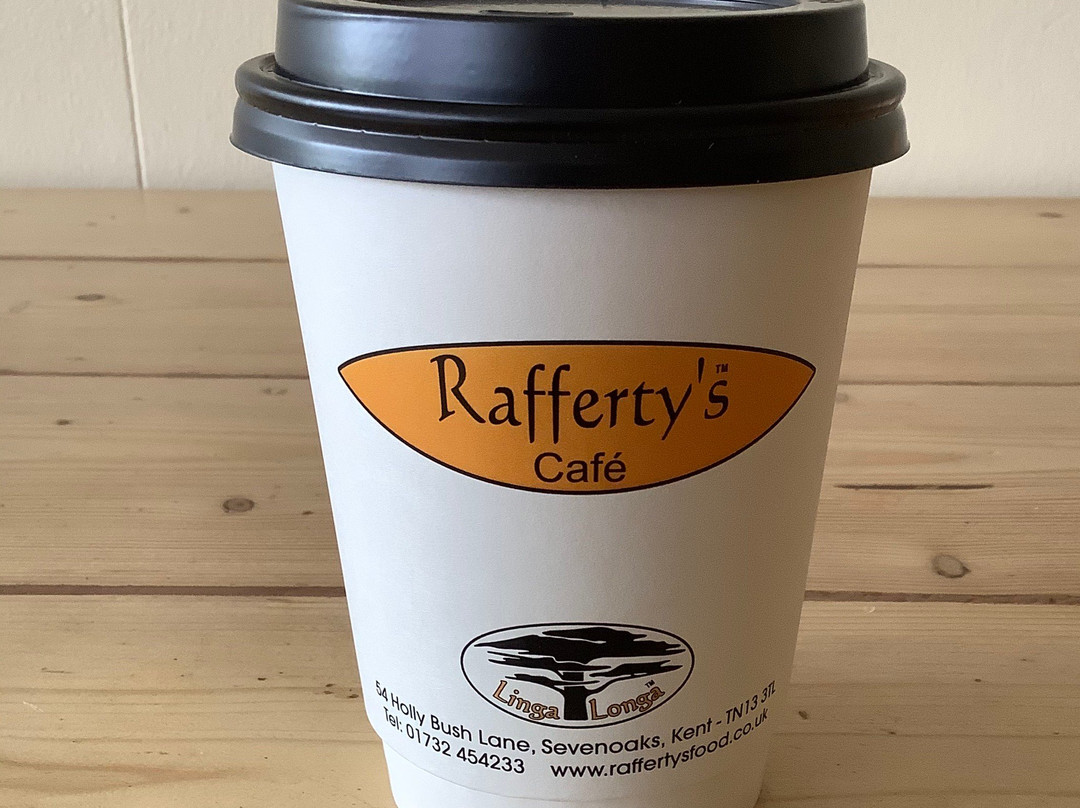 Rafferty's™
Café
Linga Longa™
54 Holly Bush Lane, Sevenoaks, Kent - TN13 3TL
Tel: 01732 454233 www.raffertysfood.co.uk